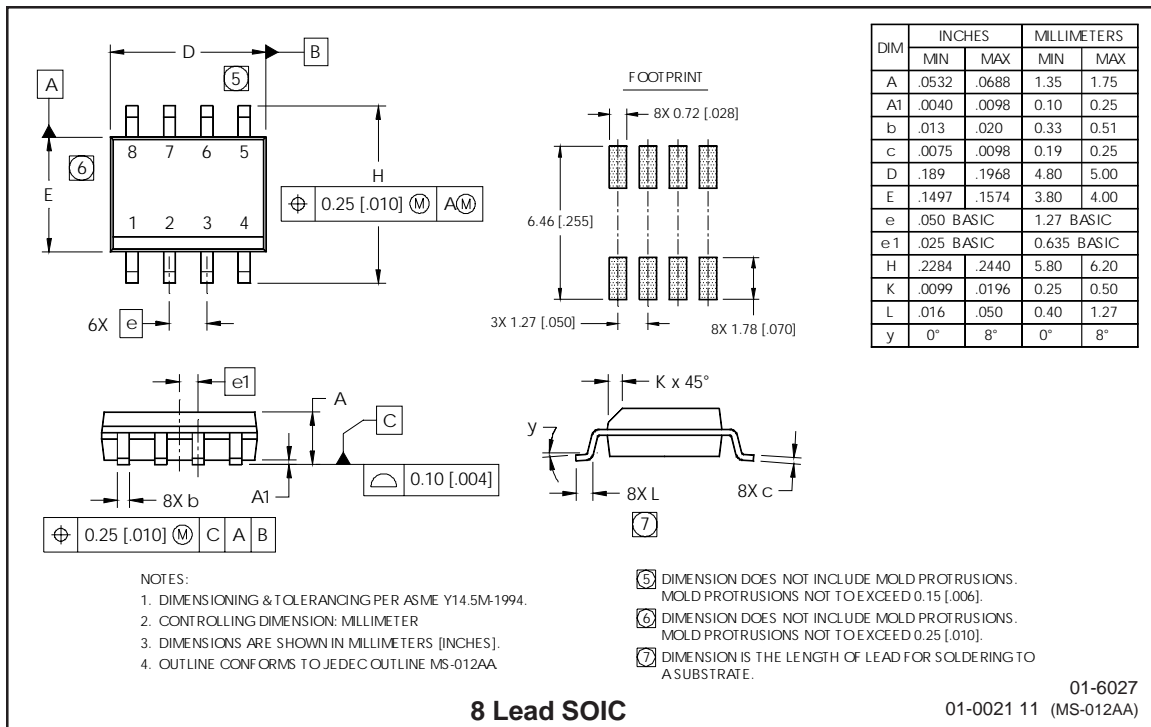 D
B
5
A
8 7 6 5
6
E
H
⌖ 0.25 [.010] Ⓜ AⓂ
1 2 3 4
6X e
FOOTPRINT
8X 0.72 [.028]
6.46 [.255]
3X 1.27 [.050]
8X 1.78 [.070]
DIM INCHES MILLIMETERS
MIN MAX MIN MAX
A .0532 .0688 1.35 1.75
A1 .0040 .0098 0.10 0.25
b .013 .020 0.33 0.51
c .0075 .0098 0.19 0.25
D .189 .1968 4.80 5.00
E .1497 .1574 3.80 4.00
e .050 BASIC 1.27 BASIC
e1 .025 BASIC 0.635 BASIC
H .2284 .2440 5.80 6.20
K .0099 .0196 0.25 0.50
L .016 .050 0.40 1.27
y 0° 8° 0° 8°
e1
A
C
⌓ 0.10 [.004]
A1
8X b
⌖ 0.25 [.010] Ⓜ C A B
K x 45°
y
8X L
7
8X c
NOTES:
1. DIMENSIONING & TOLERANCING PER ASME Y14.5M-1994.
2. CONTROLLING DIMENSION: MILLIMETER
3. DIMENSIONS ARE SHOWN IN MILLIMETERS [INCHES].
4. OUTLINE CONFORMS TO JEDEC OUTLINE MS-012AA.
5 DIMENSION DOES NOT INCLUDE MOLD PROTRUSIONS.
MOLD PROTRUSIONS NOT TO EXCEED 0.15 [.006].
6 DIMENSION DOES NOT INCLUDE MOLD PROTRUSIONS.
MOLD PROTRUSIONS NOT TO EXCEED 0.25 [.010].
7 DIMENSION IS THE LENGTH OF LEAD FOR SOLDERING TO
A SUBSTRATE.
8 Lead SOIC
01-6027
01-0021 11 (MS-012AA)